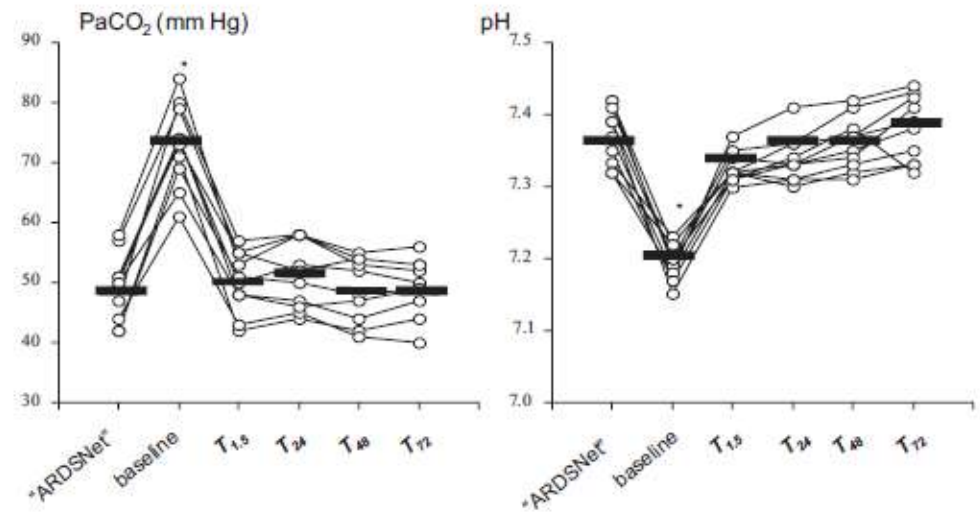 PaCO₂ (mm Hg)
90
80
70
60
50
40
30
*
"ARDSNet"
baseline
T₁.₅
T₂₄
T₄₈
T₇₂
pH
7.5
7.4
7.3
7.2
7.1
7.0
*
"ARDSNet"
baseline
T₁.₅
T₂₄
T₄₈
T₇₂